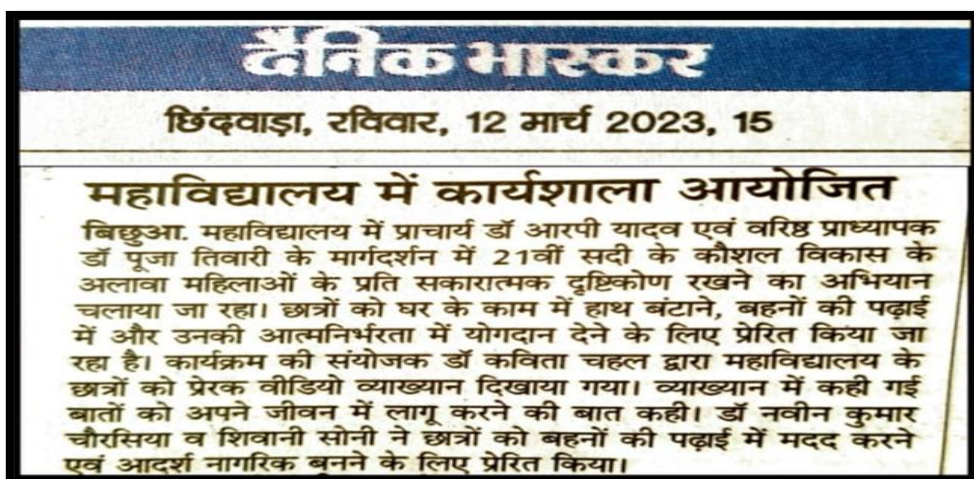 दैनिक भास्कर
छिंदवाड़ा, रविवार, 12 मार्च 2023, 15
महाविद्यालय में कार्यशाला आयोजित
बिछुआ. महाविद्यालय में प्राचार्य डॉ आरपी यादव एवं वरिष्ठ प्राध्यापक
डॉ पूजा तिवारी के मार्गदर्शन में 21वीं सदी के कौशल विकास के
अलावा महिलाओं के प्रति सकारात्मक दृष्टिकोण रखने का अभियान
चलाया जा रहा। छात्रों को घर के काम में हाथ बंटाने, बहनों की पढ़ाई
में और उनकी आत्मनिर्भरता में योगदान देने के लिए प्रेरित किया जा
रहा है। कार्यक्रम की संयोजक डॉ कविता चहल द्वारा महाविद्यालय के
छात्रों को प्रेरक वीडियो व्याख्यान दिखाया गया। व्याख्यान में कही गई
बातों को अपने जीवन में लागू करने की बात कही। डॉ नवीन कुमार
चौरसिया व शिवानी सोनी ने छात्रों को बहनों की पढ़ाई में मदद करने
एवं आदर्श नागरिक बनने के लिए प्रेरित किया।